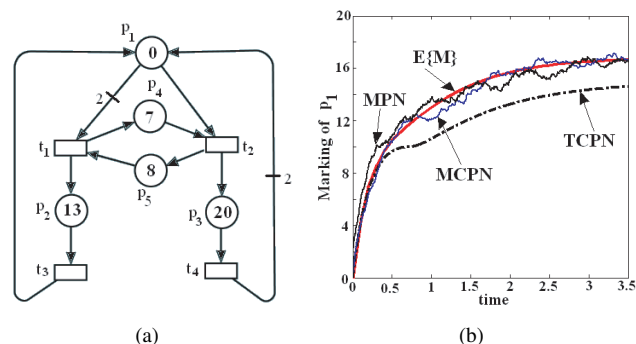 p1
0
p4
2
7
t1
t2
8
p5
2
p2
13
p3
20
t3
t4
(a)
Marking of p1
20
16
12
8
4
0
E{M}
MPN
MCPN
TCPN
0 0.5 1 1.5 2 2.5 3 3.5
time
(b)